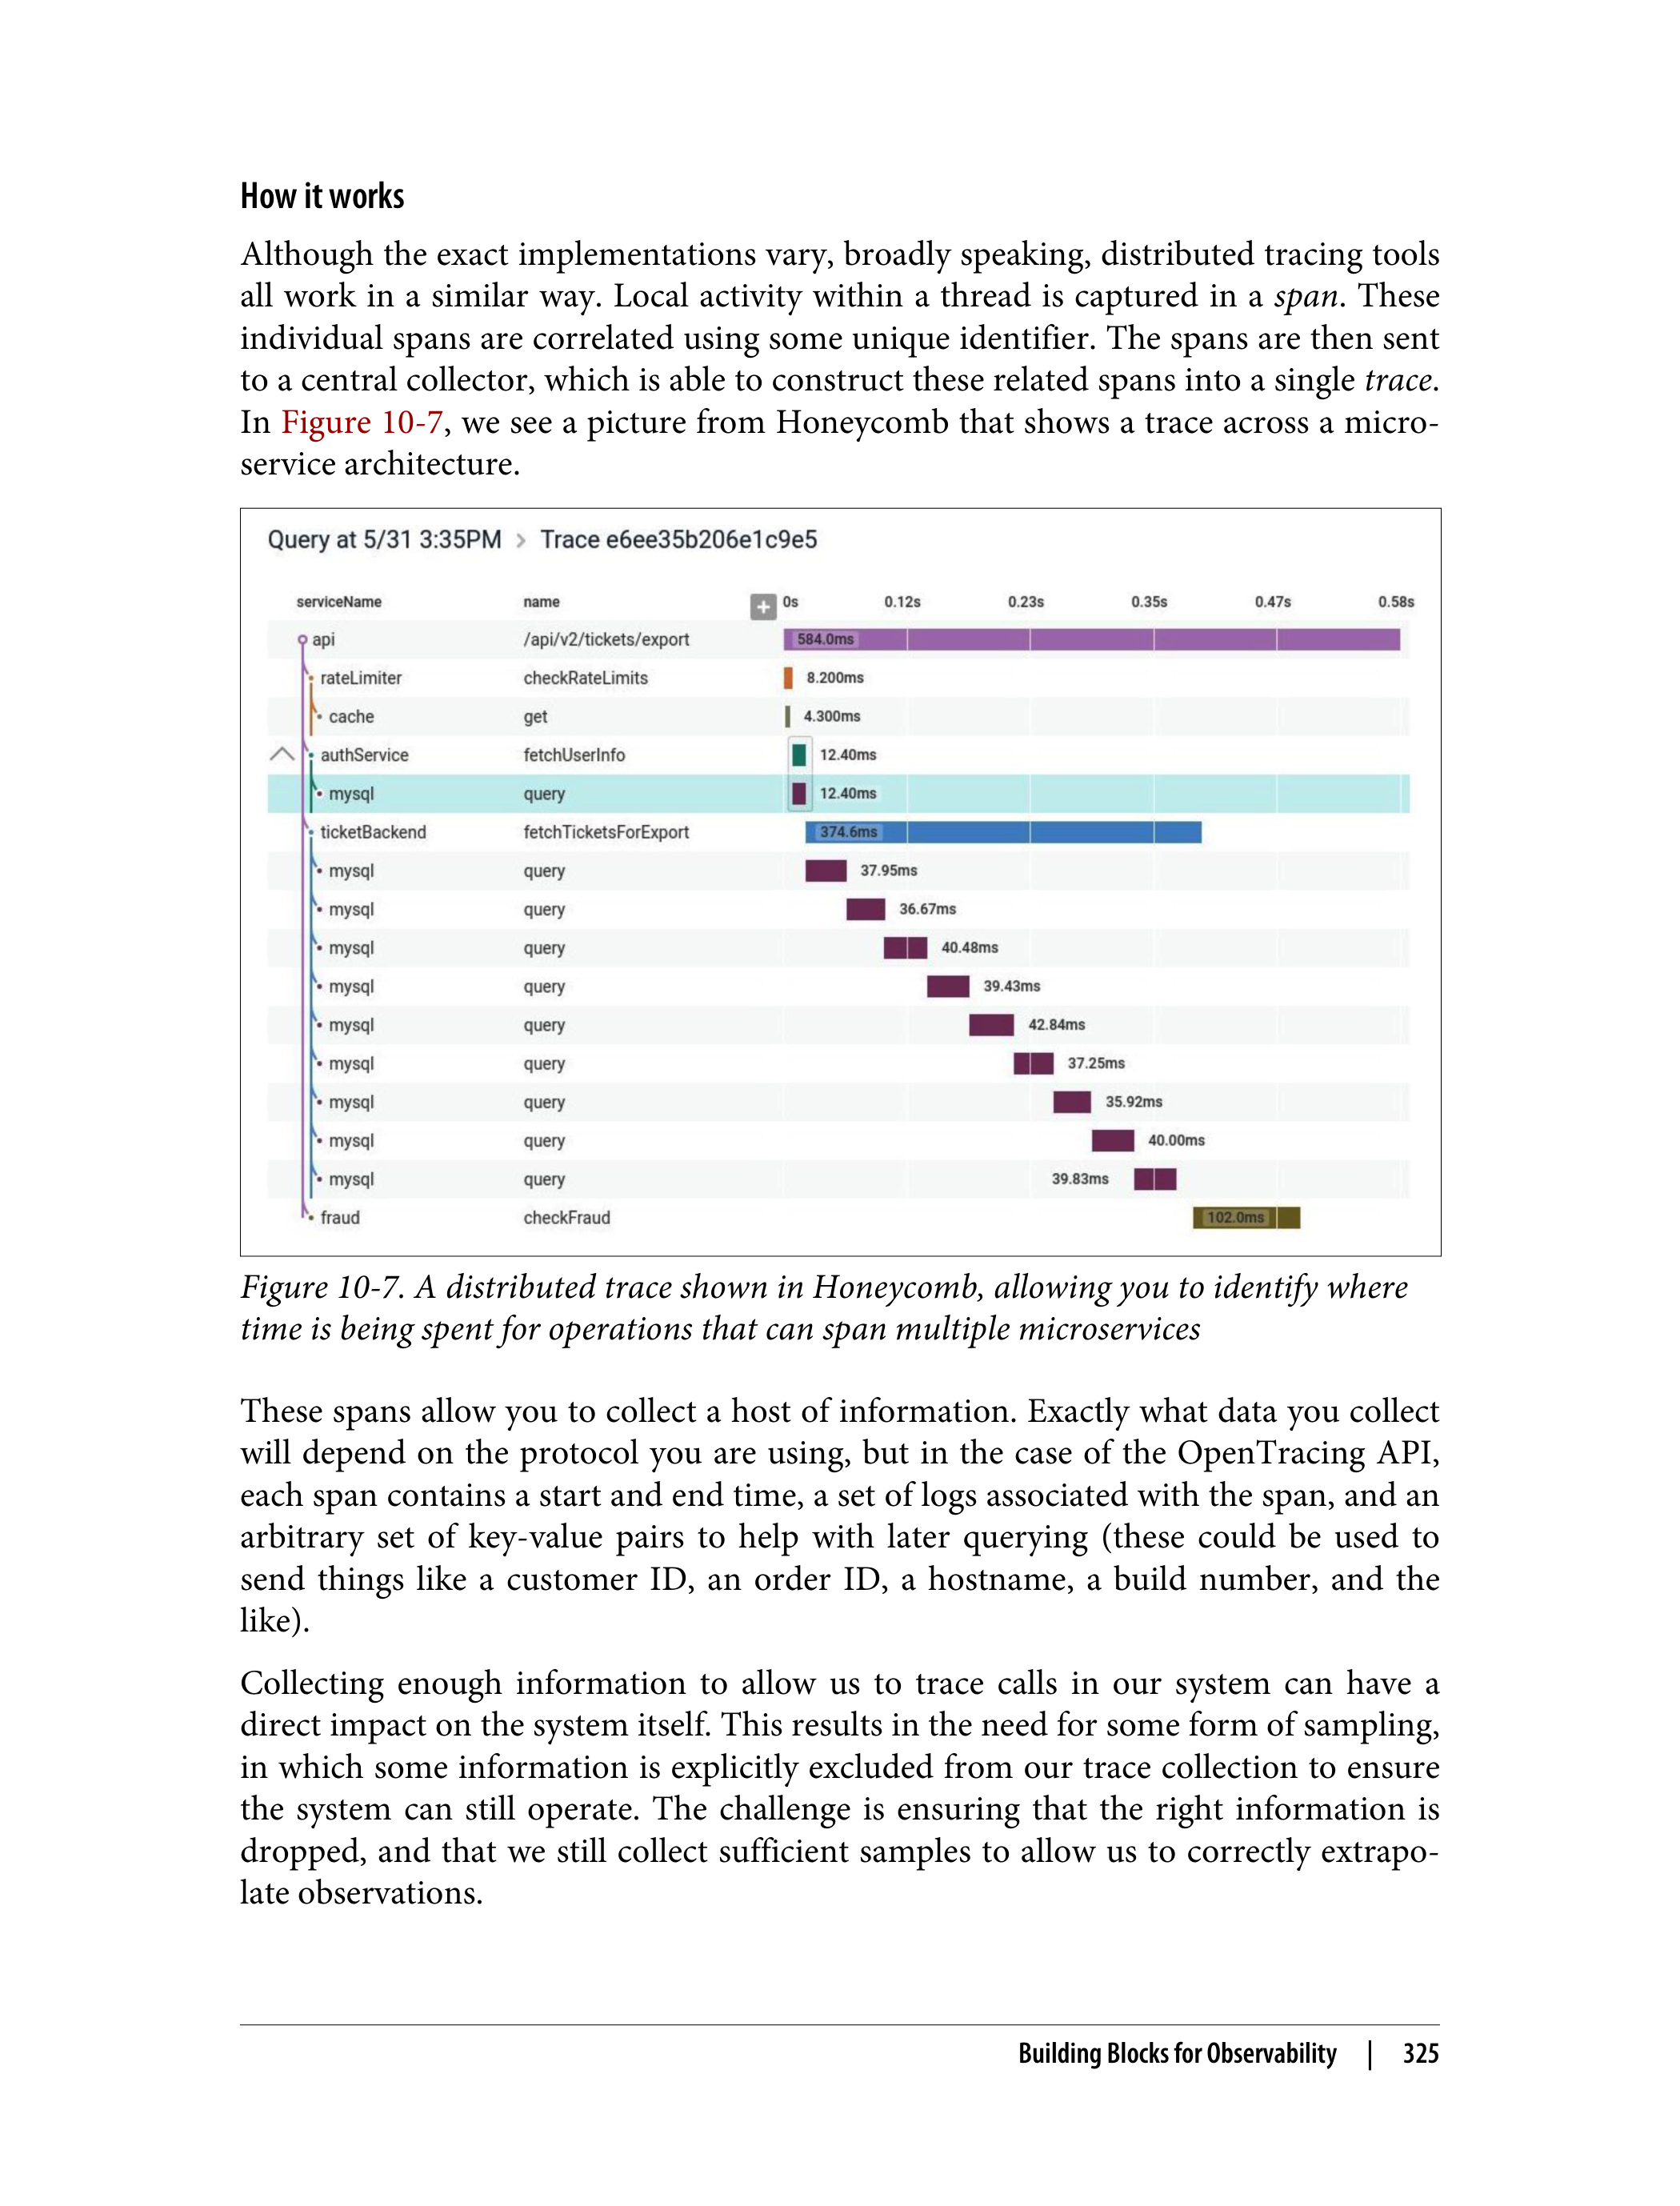 How it works
Although the exact implementations vary, broadly speaking, distributed tracing tools
all work in a similar way. Local activity within a thread is captured in a span. These
individual spans are correlated using some unique identifier. The spans are then sent
to a central collector, which is able to construct these related spans into a single trace.
In Figure 10-7, we see a picture from Honeycomb that shows a trace across a micro-
service architecture.
Query at 5/31 3:35PM > Trace e6ee35b206e1c9e5
serviceName name + 0s 0.12s 0.23s 0.35s 0.47s 0.58s
api /api/v2/tickets/export 584.0ms
rateLimiter checkRateLimits 8.200ms
cache get 4.300ms
authService fetchUserInfo 12.40ms
mysql query 12.40ms
ticketBackend fetchTicketsForExport 374.6ms
mysql query 37.95ms
mysql query 36.67ms
mysql query 40.48ms
mysql query 39.43ms
mysql query 42.84ms
mysql query 37.25ms
mysql query 35.92ms
mysql query 40.00ms
mysql query 39.83ms
fraud checkFraud 102.0ms
Figure 10-7. A distributed trace shown in Honeycomb, allowing you to identify where
time is being spent for operations that can span multiple microservices
These spans allow you to collect a host of information. Exactly what data you collect
will depend on the protocol you are using, but in the case of the OpenTracing API,
each span contains a start and end time, a set of logs associated with the span, and an
arbitrary set of key-value pairs to help with later querying (these could be used to
send things like a customer ID, an order ID, a hostname, a build number, and the
like).
Collecting enough information to allow us to trace calls in our system can have a
direct impact on the system itself. This results in the need for some form of sampling,
in which some information is explicitly excluded from our trace collection to ensure
the system can still operate. The challenge is ensuring that the right information is
dropped, and that we still collect sufficient samples to allow us to correctly extrapo-
late observations.
Building Blocks for Observability | 325